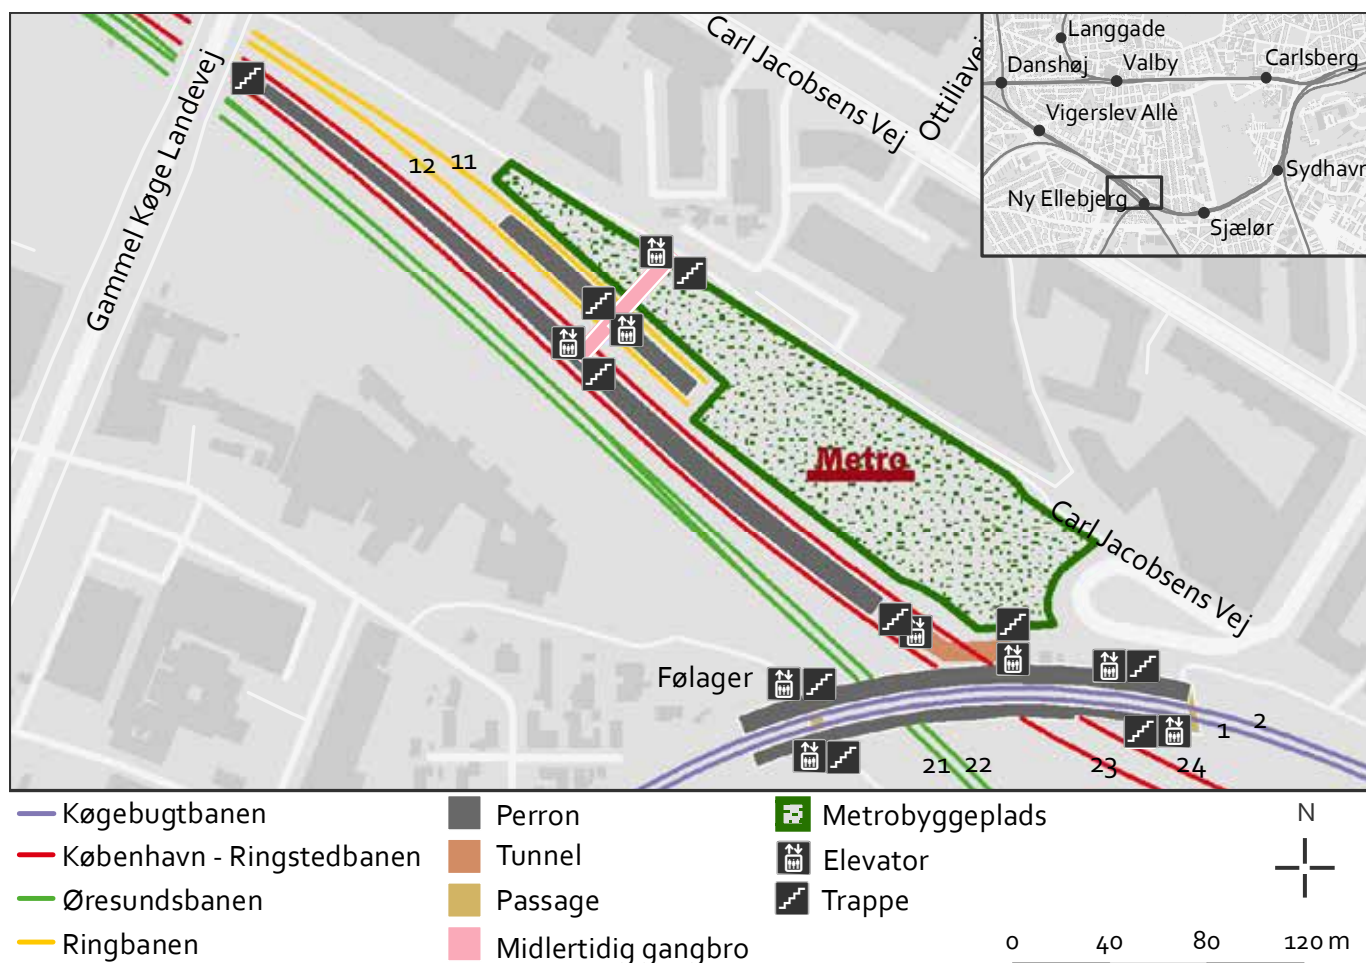 Carl Jacobsens Vej
Ottiliavej
Langgade
Danshøj
Valby
Carlsberg
Vigerslev Allè
Sydhavn
Ny Ellebjerg
Sjælør
Gammel Køge Landevej
12 11
Metro
Carl Jacobsens Vej
Følager
1 2
21 22 23 24
Køgebugtbanen
København - Ringstedbanen
Øresundsbanen
Ringbanen
Perron
Tunnel
Passage
Midlertidig gangbro
Metrobyggeplads
Elevator
Trappe
N
0 40 80 120 m